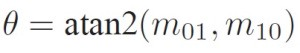 θ = atan2(m₀₁, m₁₀)